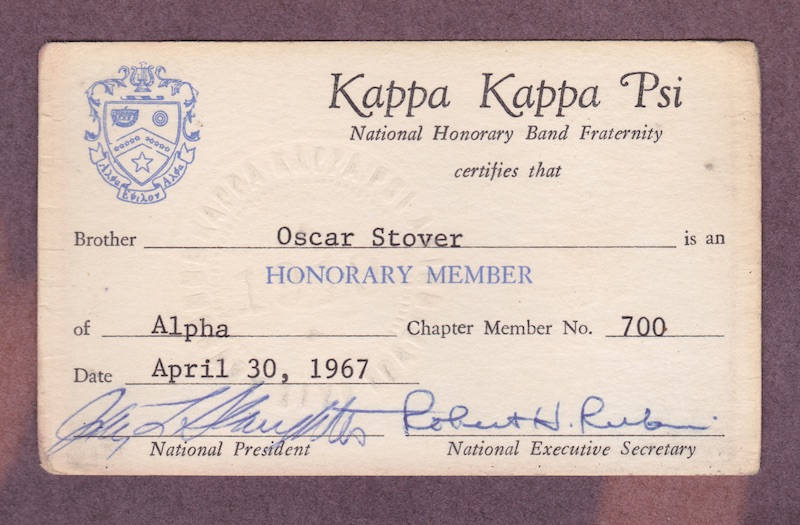 Kappa Kappa Psi
National Honorary Band Fraternity
certifies that
Brother Oscar Stover is an
HONORARY MEMBER
of Alpha Chapter Member No. 700
Date April 30, 1967
Robert H.
National President National Executive Secretary